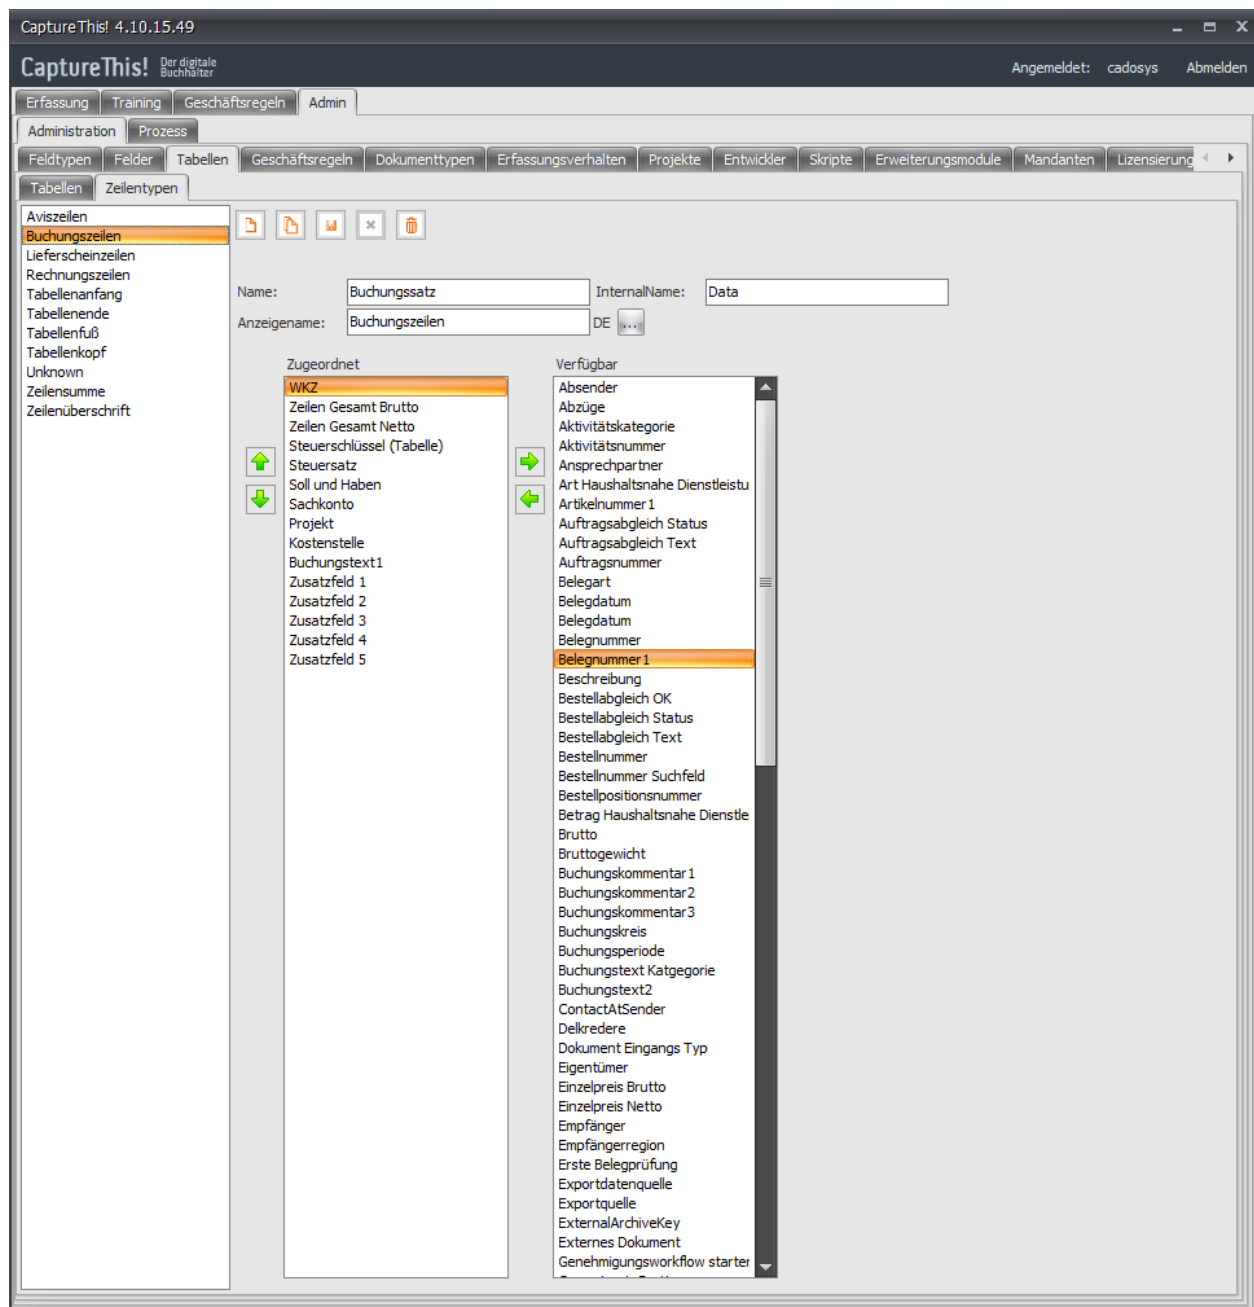 CaptureThis! 4.10.15.49
CaptureThis! Der digitale Buchhalter
Angemeldet: cadosys Abmelden
Erfassung Training Geschäftsregeln Admin
Administration Prozess
Feldtypen Felder Tabellen Geschäftsregeln Dokumenttypen Erfassungsverhalten Projekte Entwickler Skripte Erweiterungsmodule Mandanten Lizensierung
Tabellen Zeilentypen
Aviszeilen
Buchungszeilen
Lieferscheinzeilen
Rechnungszeilen
Tabellenanfang
Tabellenende
Tabellenfuß
Tabellenkopf
Unknown
Zeilensumme
Zeilenüberschrift
Name: Buchungssatz InternalName: Data
Anzeigename: Buchungszeilen DE ...
Zugeordnet
WKZ
Zeilen Gesamt Brutto
Zeilen Gesamt Netto
Steuerschlüssel (Tabelle)
Steuersatz
Soll und Haben
Sachkonto
Projekt
Kostenstelle
Buchungstext1
Zusatzfeld 1
Zusatzfeld 2
Zusatzfeld 3
Zusatzfeld 4
Zusatzfeld 5
Verfügbar
Absender
Abzüge
Aktivitätskategorie
Aktivitätsnummer
Ansprechpartner
Art Haushaltsnahe Dienstleistu
Artikelnummer1
Auftragsabgleich Status
Auftragsabgleich Text
Auftragsnummer
Belegart
Belegdatum
Belegdatum
Belegnummer
Belegnummer1
Beschreibung
Bestellabgleich OK
Bestellabgleich Status
Bestellabgleich Text
Bestellnummer
Bestellnummer Suchfeld
Bestellpositionsnummer
Betrag Haushaltsnahe Dienstle
Brutto
Bruttogewicht
Buchungskommentar1
Buchungskommentar2
Buchungskommentar3
Buchungskreis
Buchungsperiode
Buchungstext Katgegorie
Buchungstext2
ContactAtSender
Delkredere
Dokument Eingangs Typ
Eigentümer
Einzelpreis Brutto
Einzelpreis Netto
Empfänger
Empfängerregion
Erste Belegprüfung
Exportdatenquelle
Exportquelle
ExternalArchiveKey
Externes Dokument
Genehmigungsworkflow starter